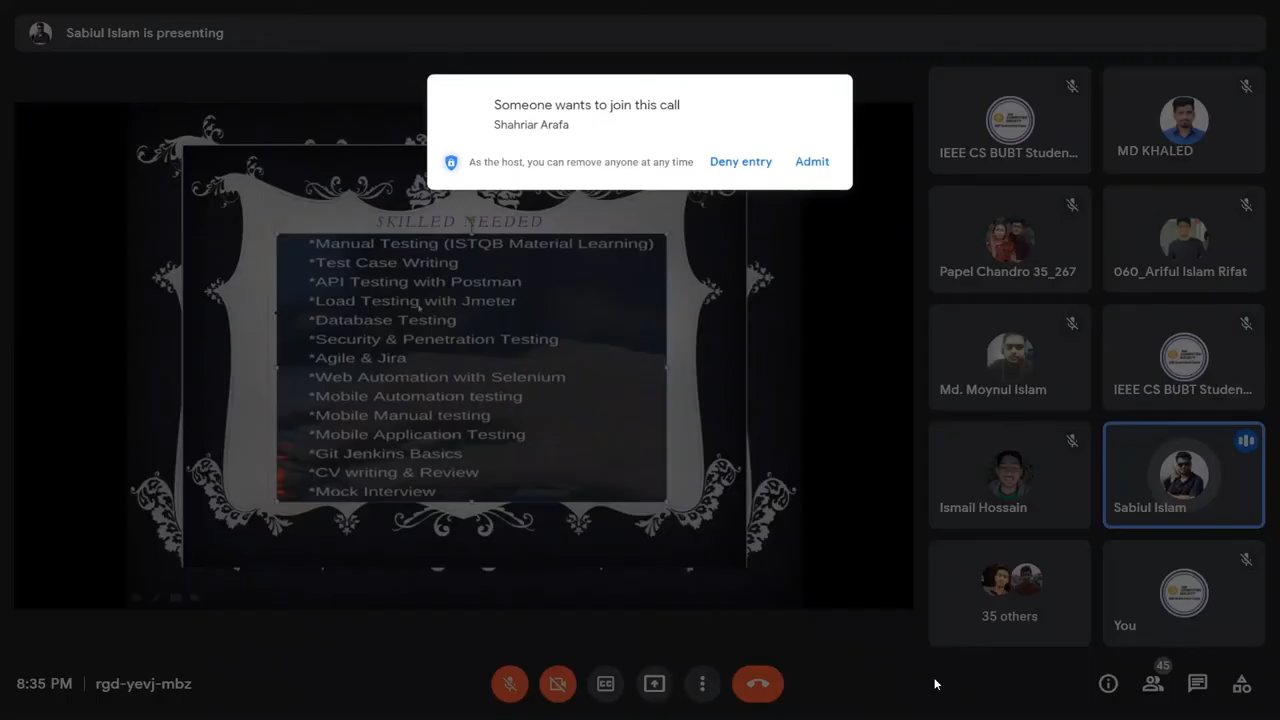 Sabiul Islam is presenting
Someone wants to join this call
Shahriar Arafa
As the host, you can remove anyone at any time
Deny entry
Admit
SKILLED NEEDED
*Manual Testing (ISTQB Material Learning)
*Test Case Writing
*API Testing with Postman
*Load Testing with Jmeter
*Database Testing
*Security & Penetration Testing
*Agile & Jira
*Web Automation with Selenium
*Mobile Automation testing
*Mobile Manual testing
*Mobile Application Testing
*Git Jenkins Basics
*CV writing & Review
*Mock Interview
IEEE CS BUBT Studen...
MD KHALED
Papel Chandro 35_267
060_Ariful Islam Rifat
Md. Moynul Islam
IEEE CS BUBT Studen...
Ismail Hossain
Sabiul Islam
35 others
You
8:35 PM
rgd-yevj-mbz
CC
45